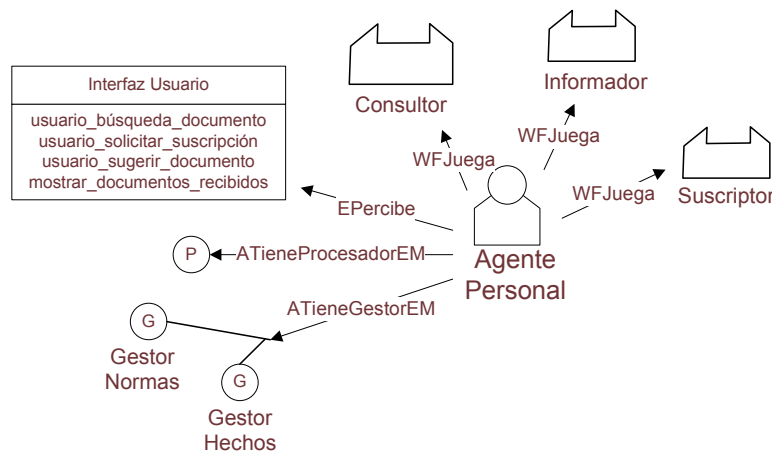 Interfaz Usuario
usuario_búsqueda_documento
usuario_solicitar_suscripción
usuario_sugerir_documento
mostrar_documentos_recibidos
Consultor
Informador
Suscriptor
WFJuega
WFJuega
WFJuega
EPercibe
P
ATieneProcesadorEM
Agente
Personal
ATieneGestorEM
G
Gestor
Normas
G
Gestor
Hechos